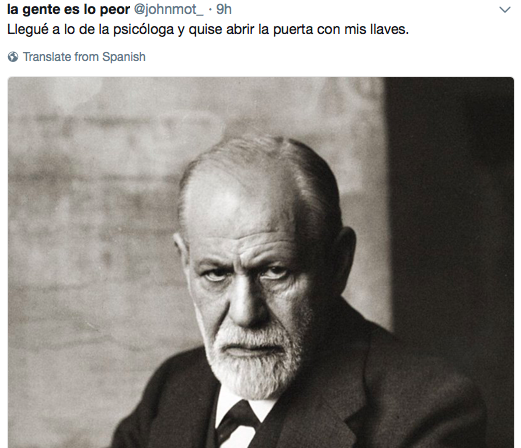 la gente es lo peor @johnmot_ · 9h
Llegué a lo de la psicóloga y quise abrir la puerta con mis llaves.
Translate from Spanish